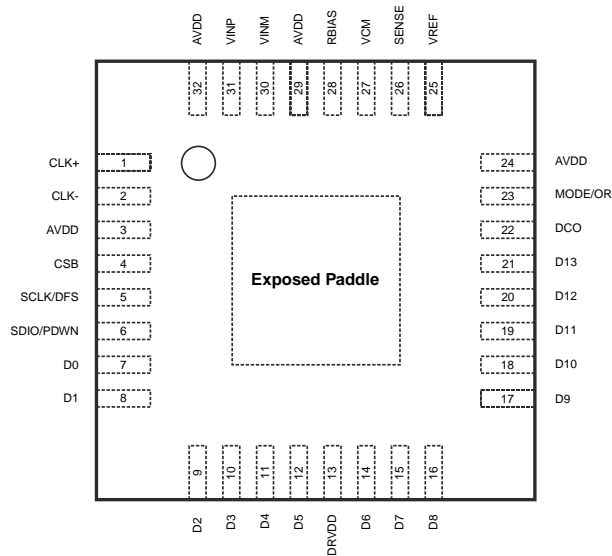 AVDD VINP VINM AVDD RBIAS VCM SENSE VREF
32 31 30 29 28 27 26 25
CLK+ 1 24 AVDD
CLK- 2 23 MODE/OR
AVDD 3 22 DCO
CSB 4 21 D13
Exposed Paddle
SCLK/DFS 5 20 D12
SDIO/PDWN 6 19 D11
D0 7 18 D10
D1 8 17 D9
9 10 11 12 13 14 15 16
D2 D3 D4 D5 DRVDD D6 D7 D8